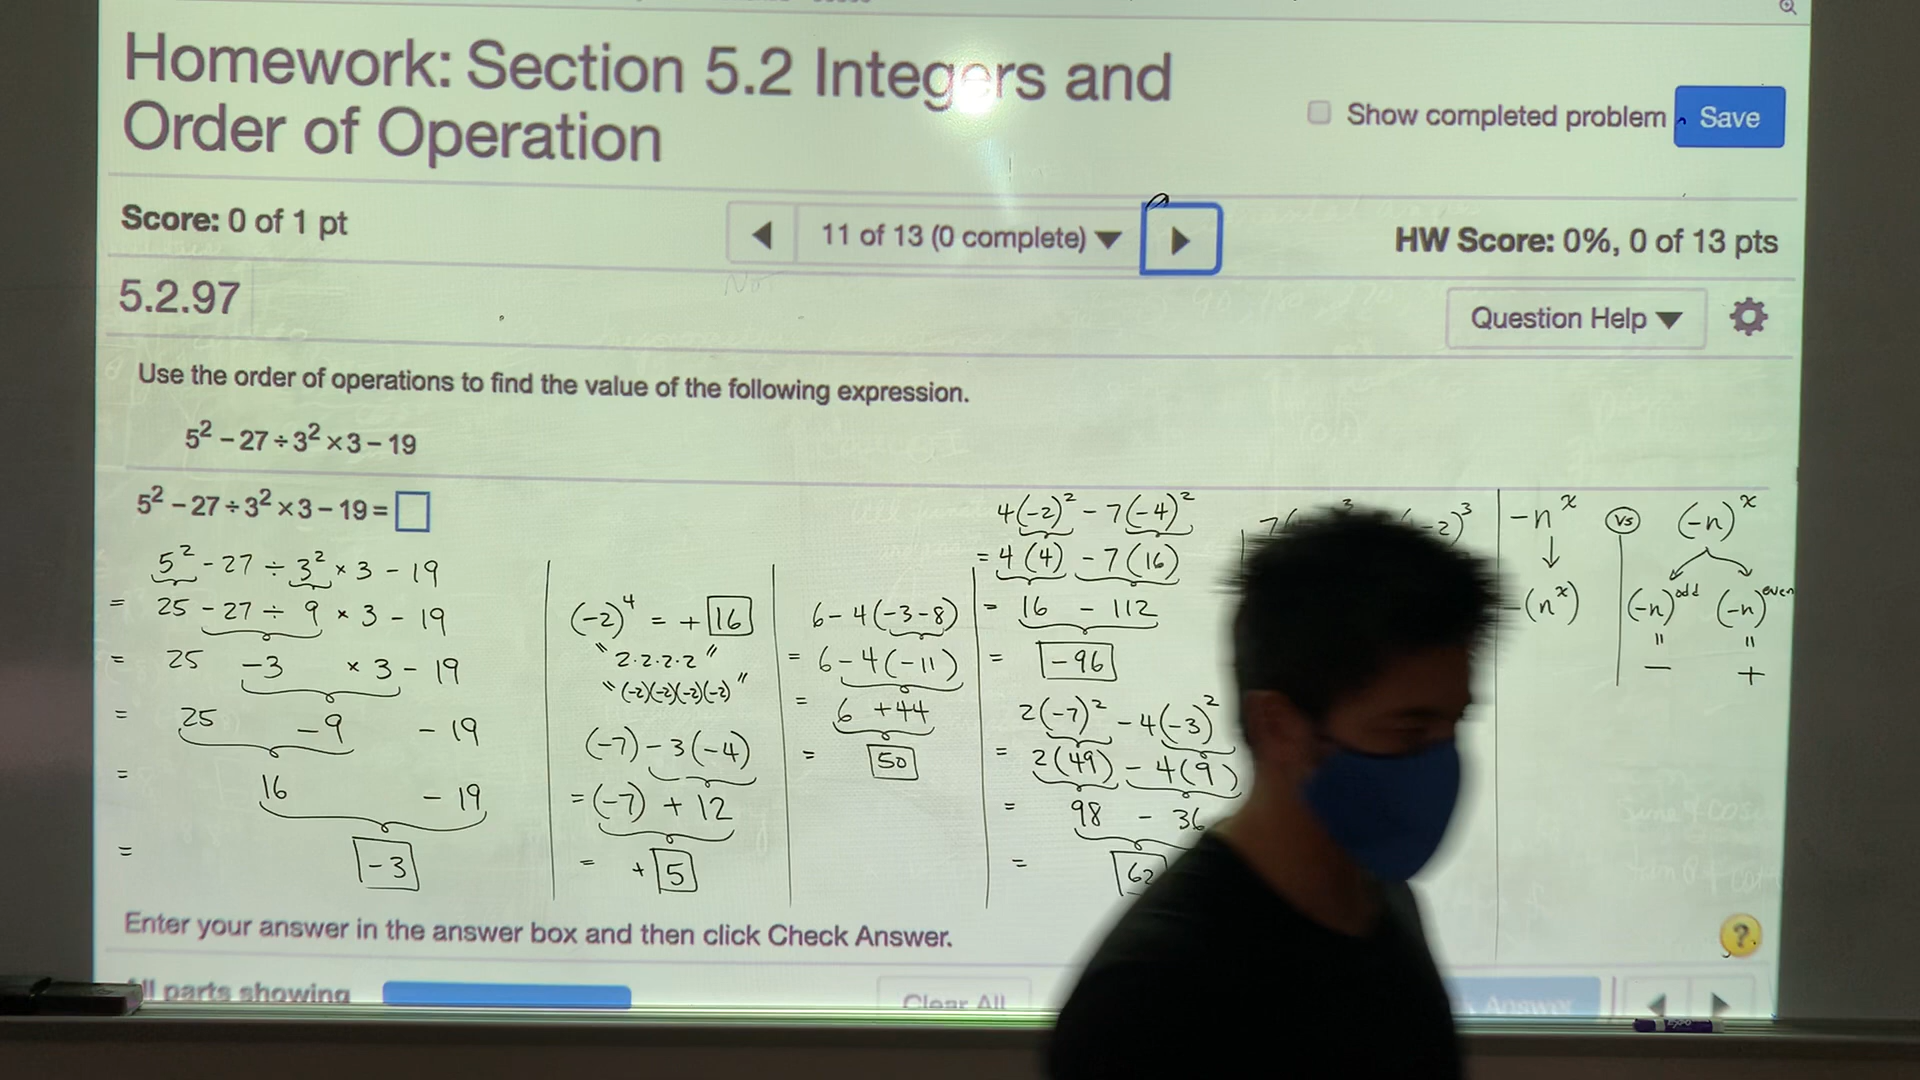 Homework: Section 5.2 Integers and
Order of Operation
Show completed problem
Save
Score: 0 of 1 pt
◀ 11 of 13 (0 complete) ▼ ▶
HW Score: 0%, 0 of 13 pts
5.2.97
Question Help ▼
Use the order of operations to find the value of the following expression.
5² − 27 ÷ 3² × 3 − 19
5² − 27 ÷ 3² × 3 − 19 =
5² - 27 ÷ 3² × 3 - 19
= 25 - 27 ÷ 9 × 3 - 19
= 25 -3 × 3 - 19
= 25 -9 - 19
= 16 - 19
= -3
(-2)⁴ = + 16
"2·2·2·2"
"(-2)(-2)(-2)(-2)"
(-7) - 3(-4)
= (-7) + 12
= + 5
6 - 4(-3-8)
= 6 - 4(-11)
= 6 + 44
= 50
4(-2)² - 7(-4)²
= 4(4) - 7(16)
= 16 - 112
= -96
2(-7)² - 4(-3)²
= 2(49) - 4(9)
= 98 - 36
= 62
-nˣ vs (-n)ˣ
-(nˣ) (-n)ᵒᵈᵈ (-n)ᵉᵛᵉⁿ
= =
− +
Enter your answer in the answer box and then click Check Answer.
parts showing
Clear All
Answer
?